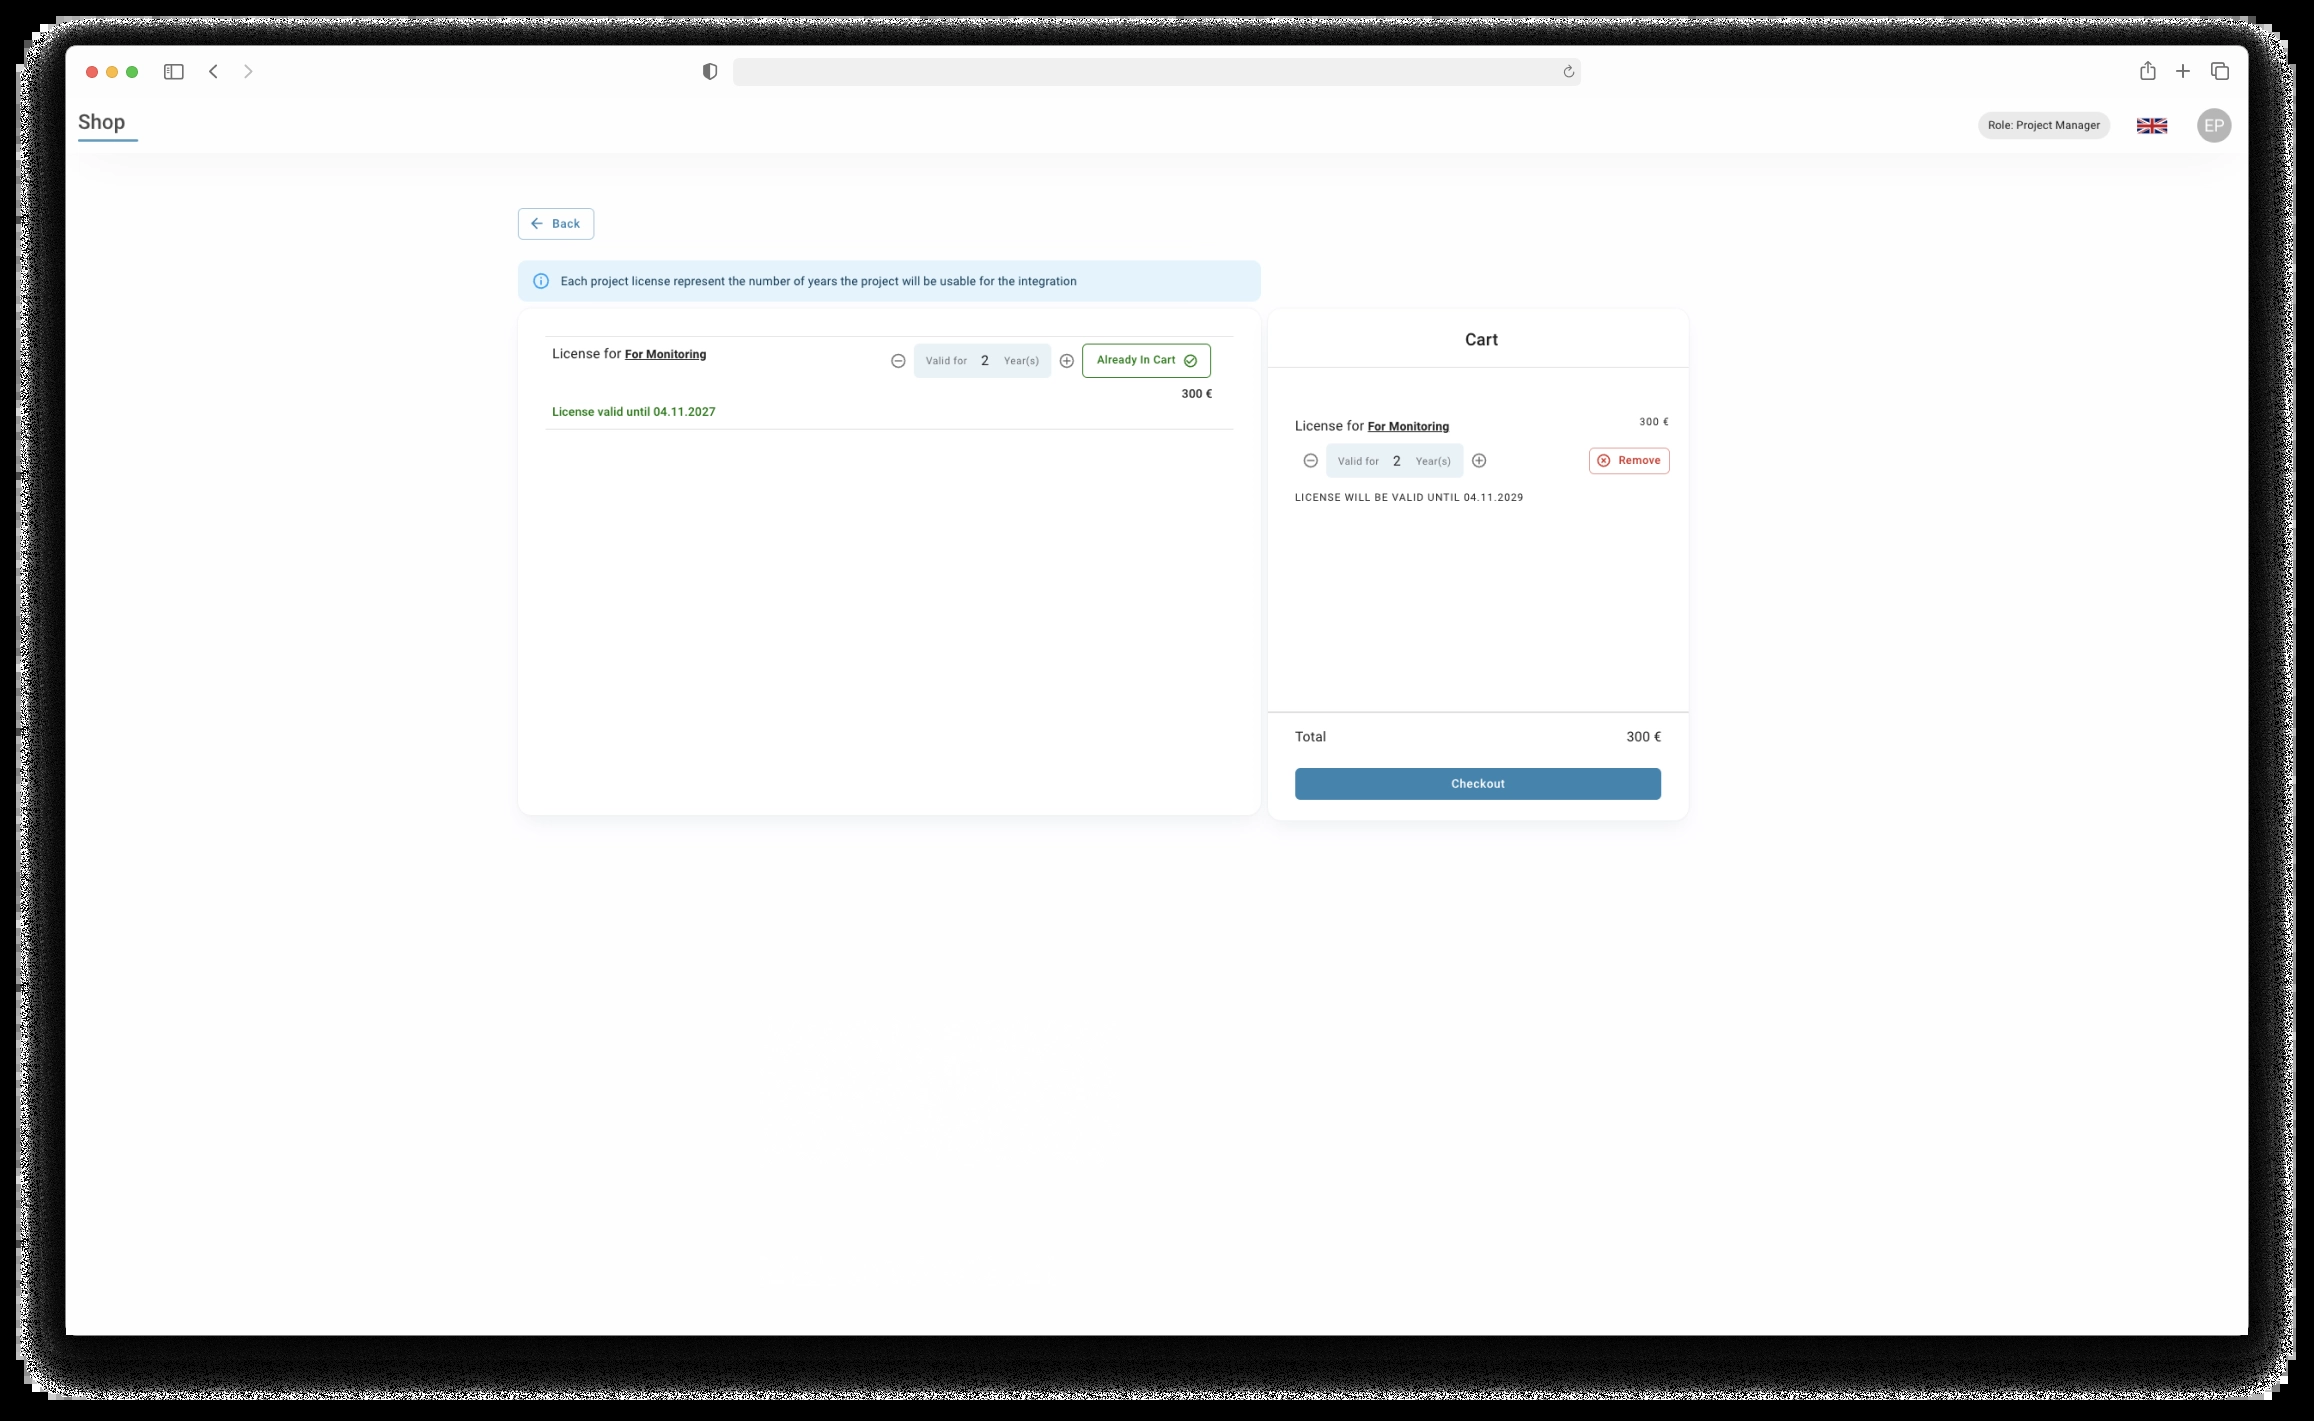 Shop
Role: Project Manager
EP
Back
Each project license represent the number of years the project will be usable for the integration
License for For Monitoring
Valid for 2 Year(s)
Already In Cart
300 €
License valid until 04.11.2027
Cart
License for For Monitoring
300 €
Valid for 2 Year(s)
Remove
LICENSE WILL BE VALID UNTIL 04.11.2029
Total 300 €
Checkout